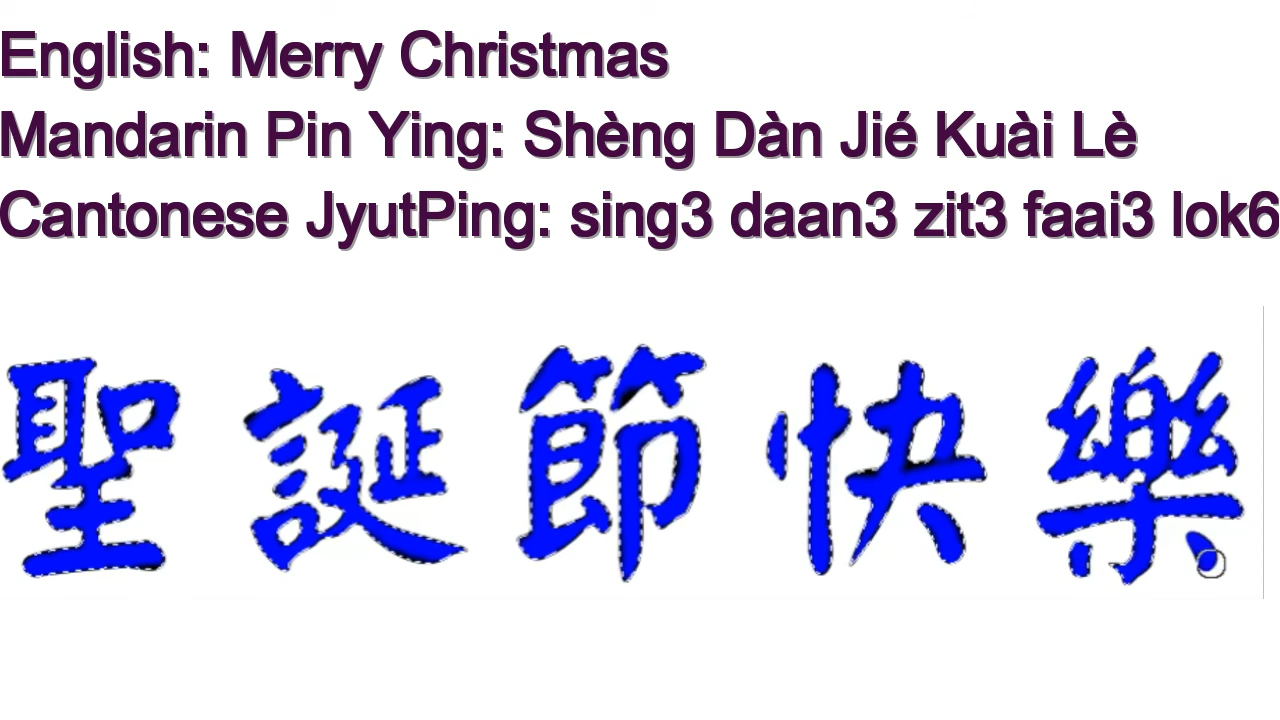 English: Merry Christmas
Mandarin Pin Ying: Shèng Dàn Jié Kuài Lè
Cantonese JyutPing: sing3 daan3 zit3 faai3 lok6
聖誕節快樂